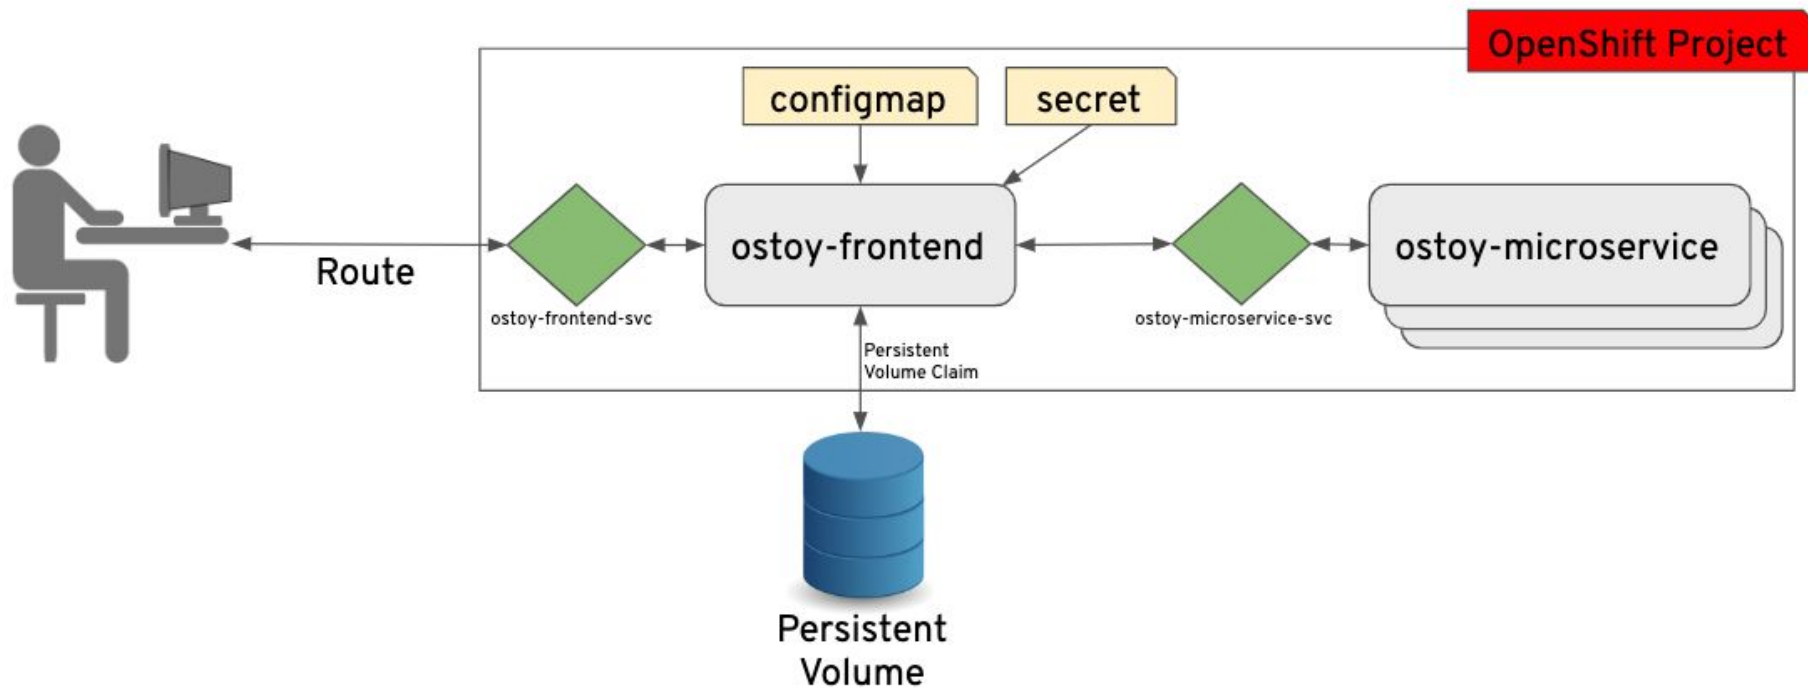 OpenShift Project
configmap
secret
Route
ostoy-frontend
ostoy-microservice
ostoy-frontend-svc
ostoy-microservice-svc
Persistent
Volume Claim
Persistent
Volume